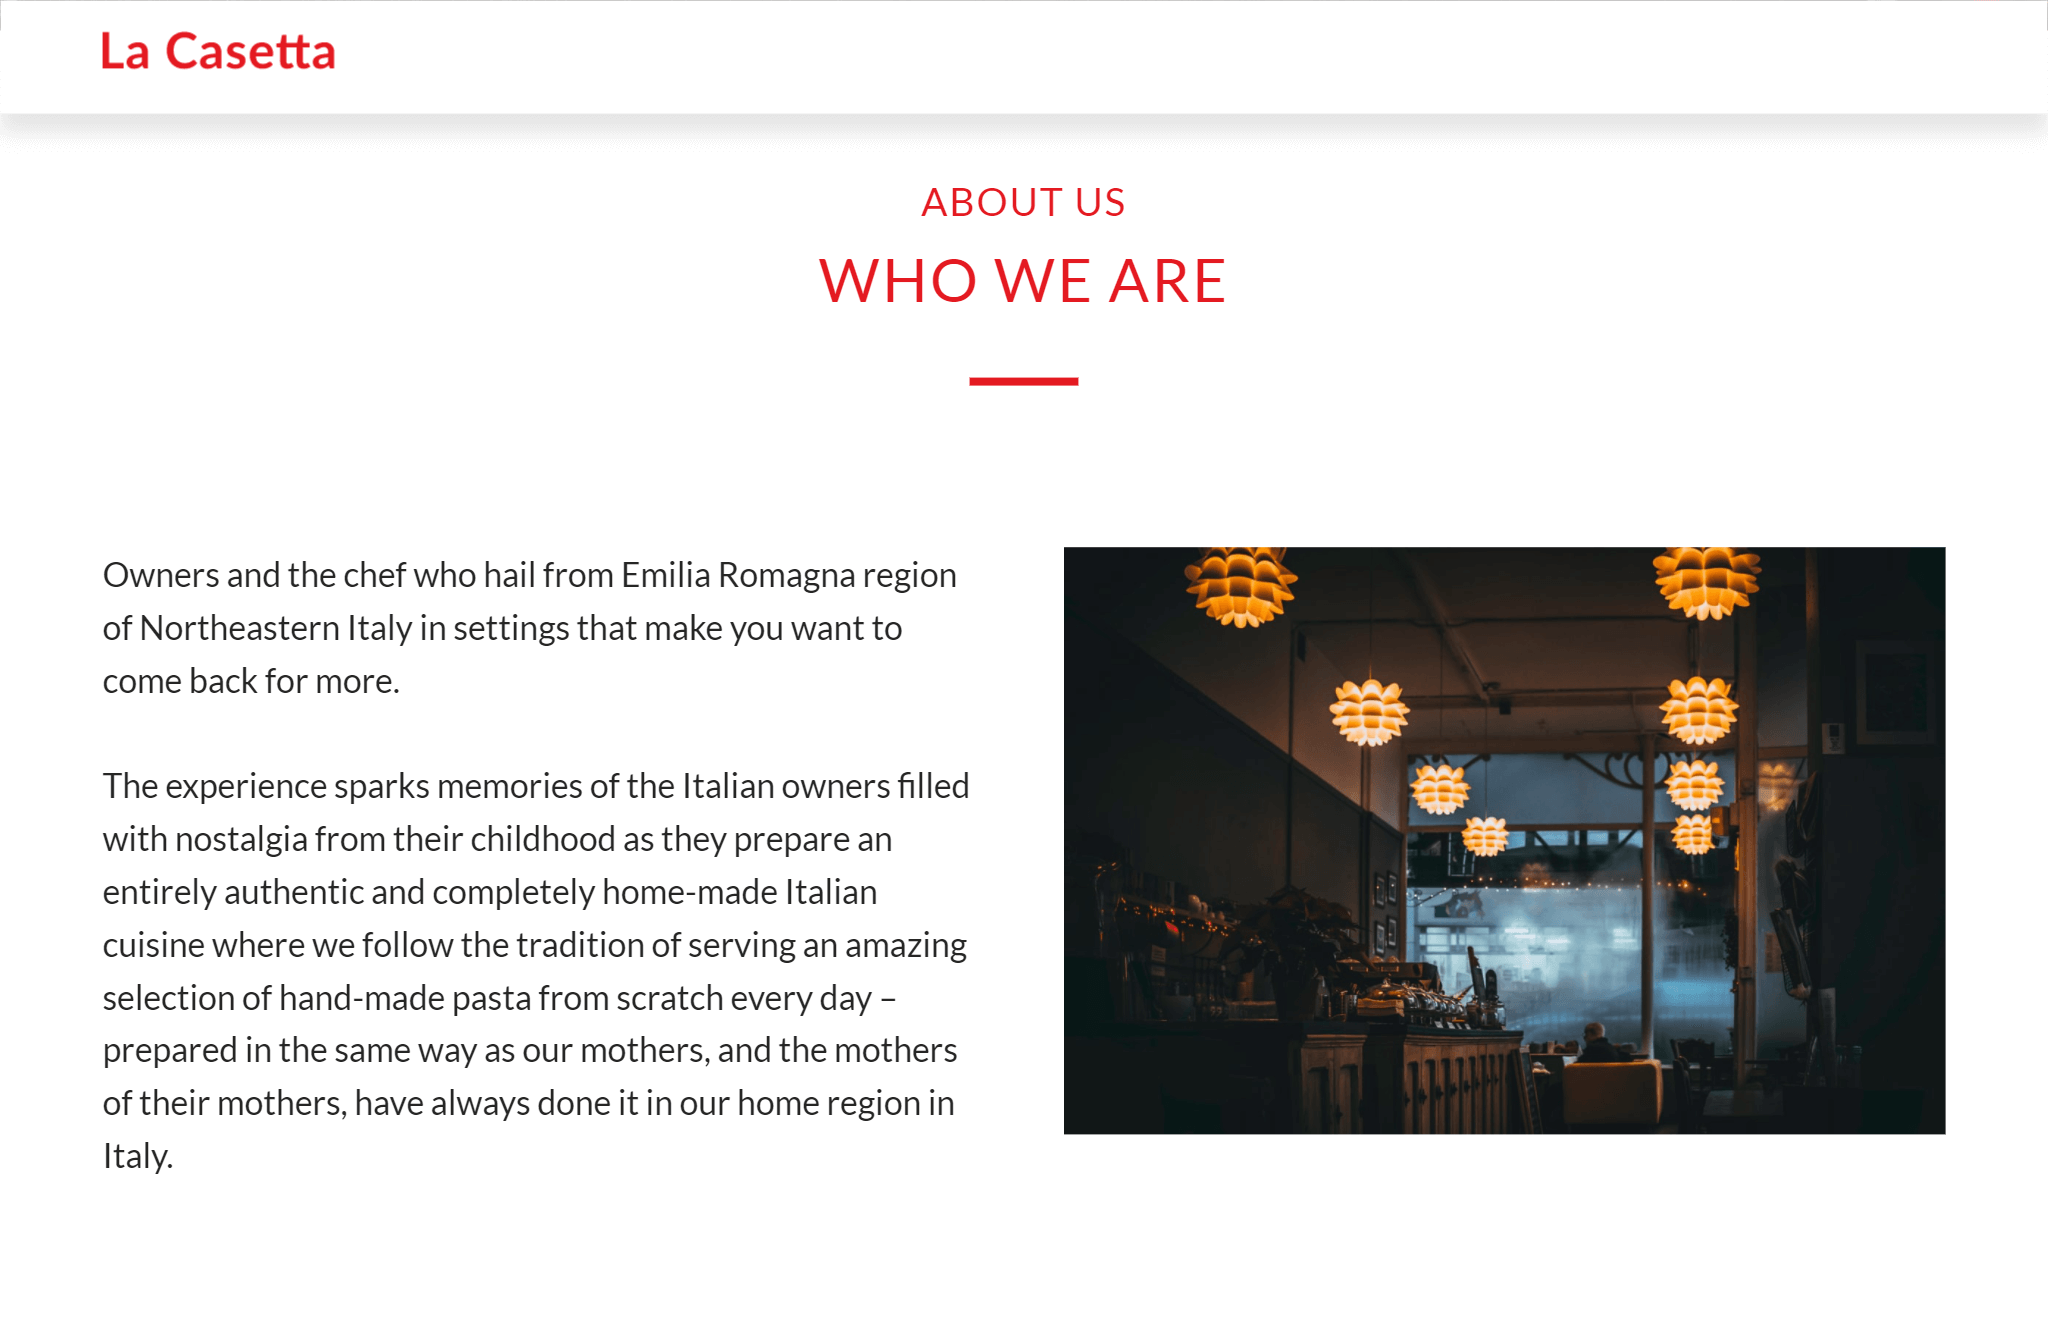 La Casetta
ABOUT US
WHO WE ARE
Owners and the chef who hail from Emilia Romagna region
of Northeastern Italy in settings that make you want to
come back for more.
The experience sparks memories of the Italian owners filled
with nostalgia from their childhood as they prepare an
entirely authentic and completely home-made Italian
cuisine where we follow the tradition of serving an amazing
selection of hand-made pasta from scratch every day –
prepared in the same way as our mothers, and the mothers
of their mothers, have always done it in our home region in
Italy.